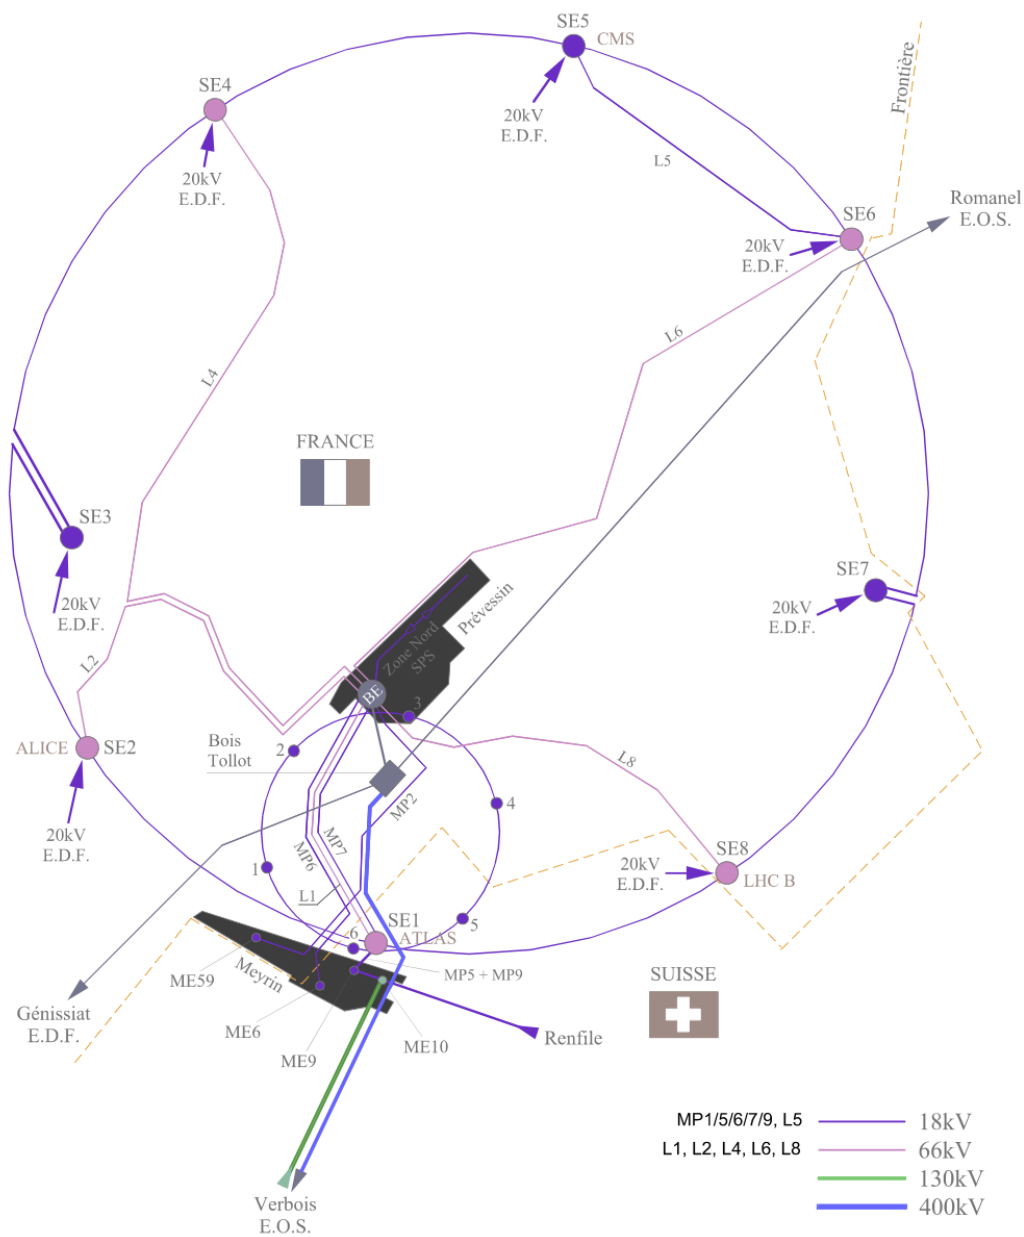 SE5
CMS
Frontière
SE4
20kV
E.D.F.
20kV
E.D.F.
L5
Romanel
E.O.S.
SE6
20kV
E.D.F.
L4
L6
FRANCE
SE3
20kV
E.D.F.
SE7
20kV
E.D.F.
Prévessin
Zone Nord
SPS
L2
BE
3
ALICE
SE2
Bois
Tollot
2
L8
4
MP2
20kV
E.D.F.
MP7
MP6
SE8
20kV
E.D.F.
LHC B
1
L1
SE1
ATLAS
5
6
MP5 + MP9
SUISSE
Meyrin
ME59
Génissiat
E.D.F.
ME6
ME9
ME10
Renfile
MP1/5/6/7/9, L5
18kV
L1, L2, L4, L6, L8
66kV
130kV
400kV
Verbois
E.O.S.